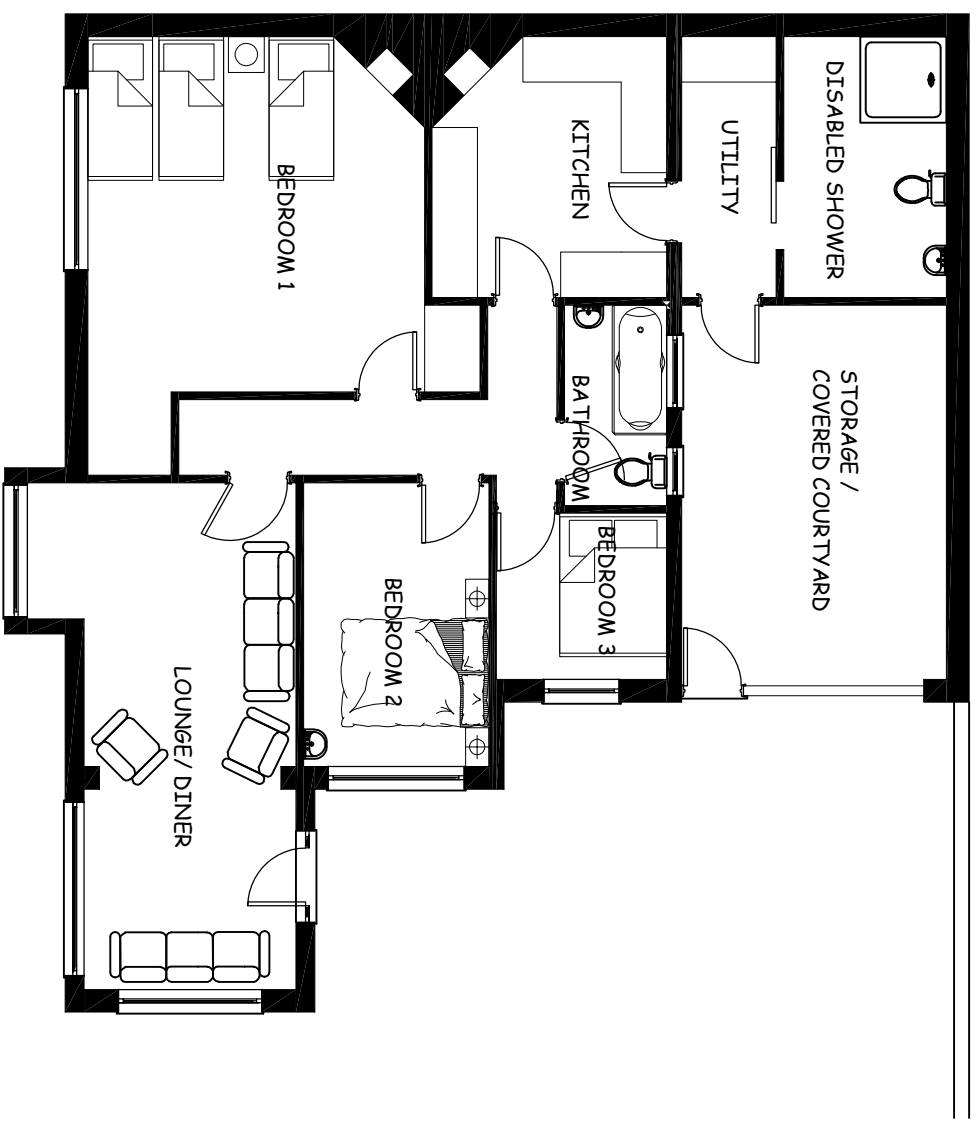 DISABLED SHOWER
UTILITY
KITCHEN
BEDROOM 1
STORAGE /
COVERED COURTYARD
BATHROOM
BEDROOM 3
BEDROOM 2
LOUNGE/ DINER